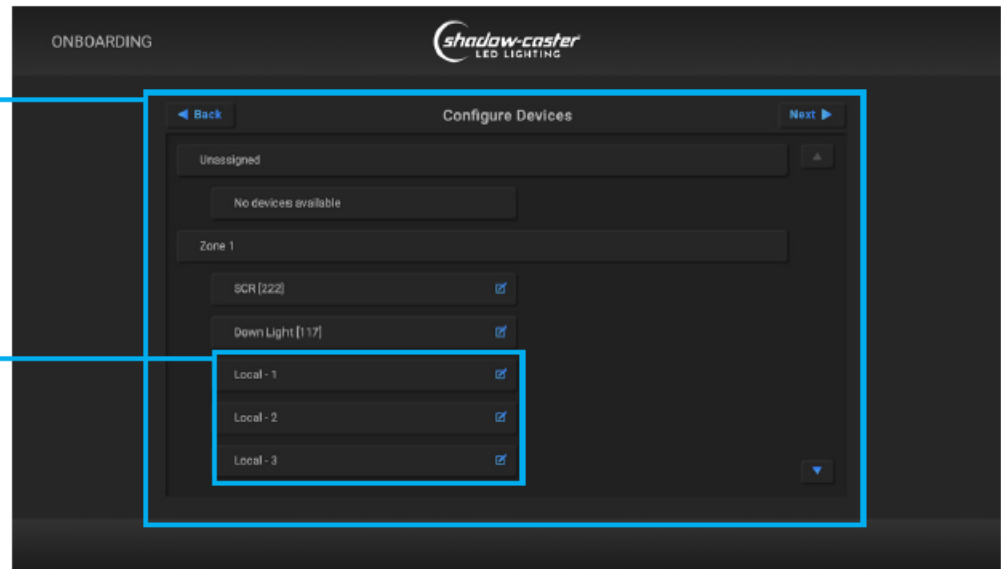 ONBOARDING
shadow-caster
LED LIGHTING
Back
Configure Devices
Next
Unassigned
No devices available
Zone 1
SCR [222]
Down Light [117]
Local - 1
Local - 2
Local - 3